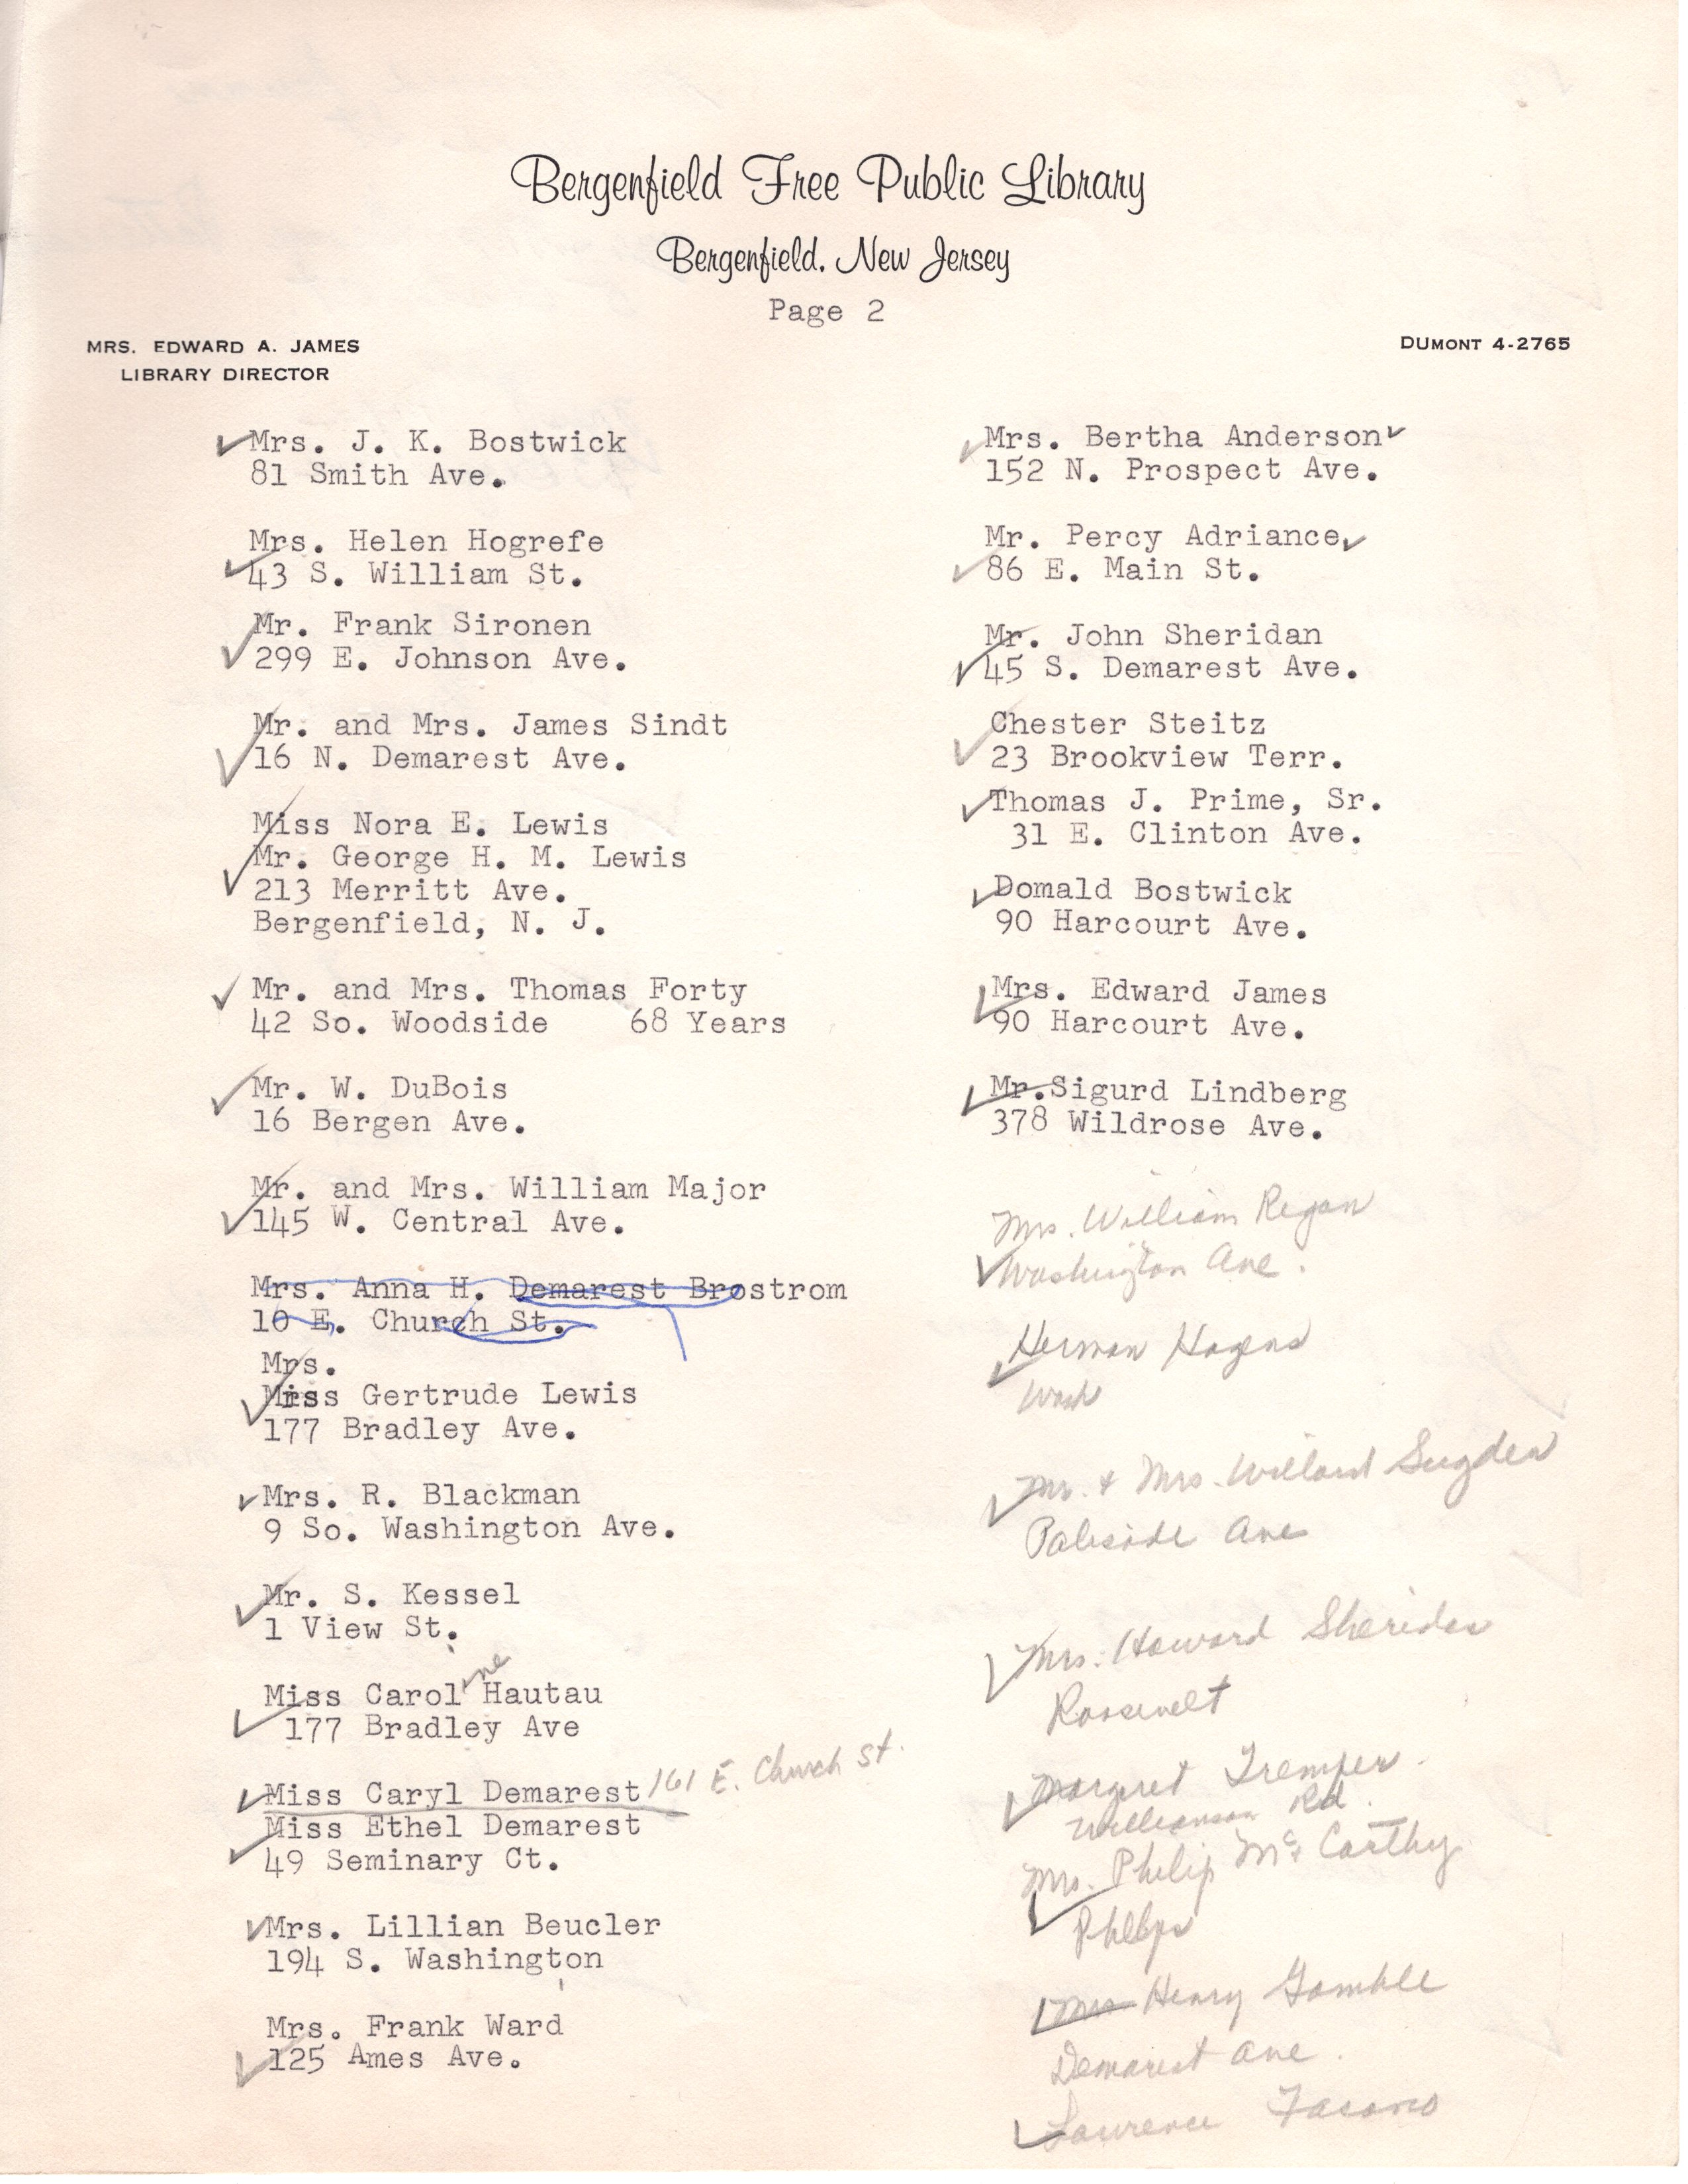 Bergenfield Free Public Library
Bergenfield, New Jersey
Page 2
MRS. EDWARD A. JAMES
LIBRARY DIRECTOR
DUMONT 4-2765
Mrs. J. K. Bostwick
81 Smith Ave.
Mrs. Helen Hogrefe
43 S. William St.
Mr. Frank Sironen
299 E. Johnson Ave.
Mr. and Mrs. James Sindt
16 N. Demarest Ave.
Miss Nora E. Lewis
Mr. George H. M. Lewis
213 Merritt Ave.
Bergenfield, N. J.
Mr. and Mrs. Thomas Forty
42 So. Woodside 68 Years
Mr. W. DuBois
16 Bergen Ave.
Mr. and Mrs. William Major
145 W. Central Ave.
Mrs. Anna H. Demarest Brostrom
10 E. Church St.
Mrs.
Miss Gertrude Lewis
177 Bradley Ave.
Mrs. R. Blackman
9 So. Washington Ave.
Mr. S. Kessel
1 View St.
ine
Miss Carol Hautau
177 Bradley Ave
Miss Caryl Demarest 161 E. Church St.
Miss Ethel Demarest
49 Seminary Ct.
Mrs. Lillian Beucler
194 S. Washington
Mrs. Frank Ward
125 Ames Ave.
Mrs. Bertha Anderson
152 N. Prospect Ave.
Mr. Percy Adriance
86 E. Main St.
Mr. John Sheridan
45 S. Demarest Ave.
Chester Steitz
23 Brookview Terr.
Thomas J. Prime, Sr.
31 E. Clinton Ave.
Domald Bostwick
90 Harcourt Ave.
Mrs. Edward James
90 Harcourt Ave.
Mr. Sigurd Lindberg
378 Wildrose Ave.
Mrs. William Regan
Washington Ave.
Herman Hagens
Wash
Mr. & Mrs. Willard Sugden
Palisade Ave
Mrs. Howard Sheridan
Roosevelt
Margaret Tremper
Williamson Rd.
Mrs. Philip McCarthy
Phelps
Mrs Henry Gamble
Demarest Ave.
Lawrence Fasano